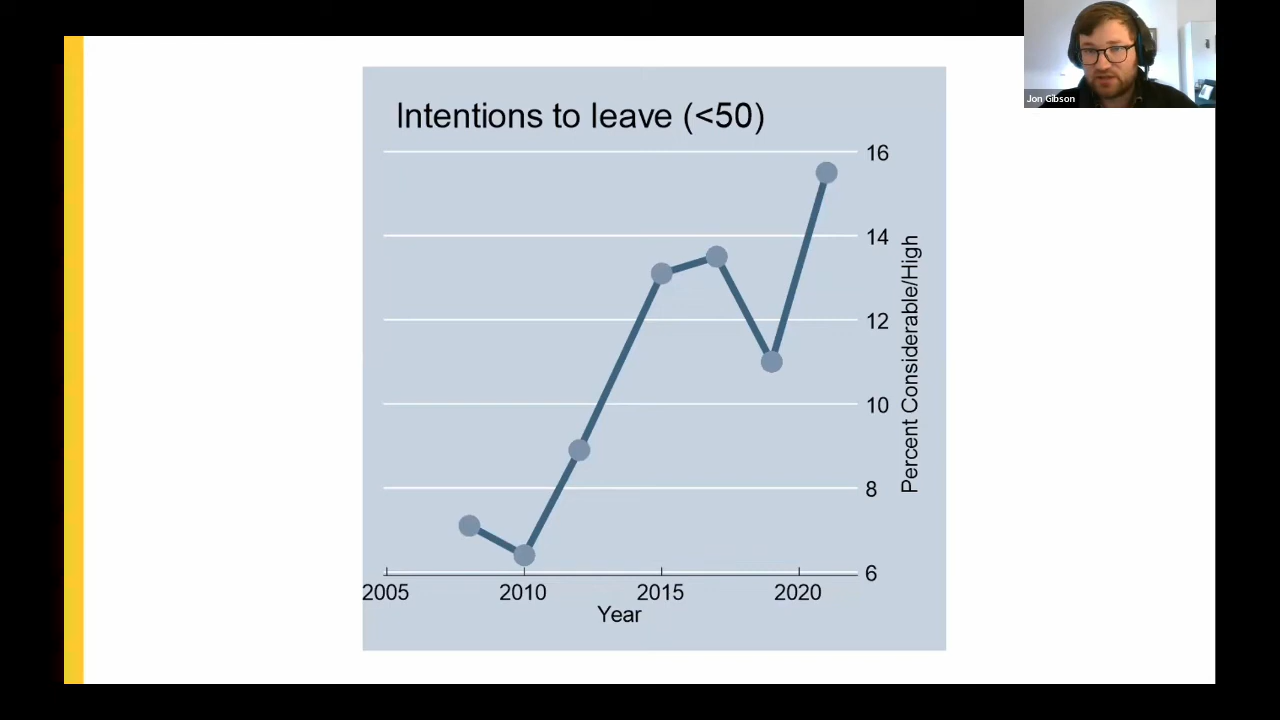 Jon Gibson
Intentions to leave (<50)
16
14
12
10
8
6
Percent Considerable/High
2005 2010 2015 2020
Year